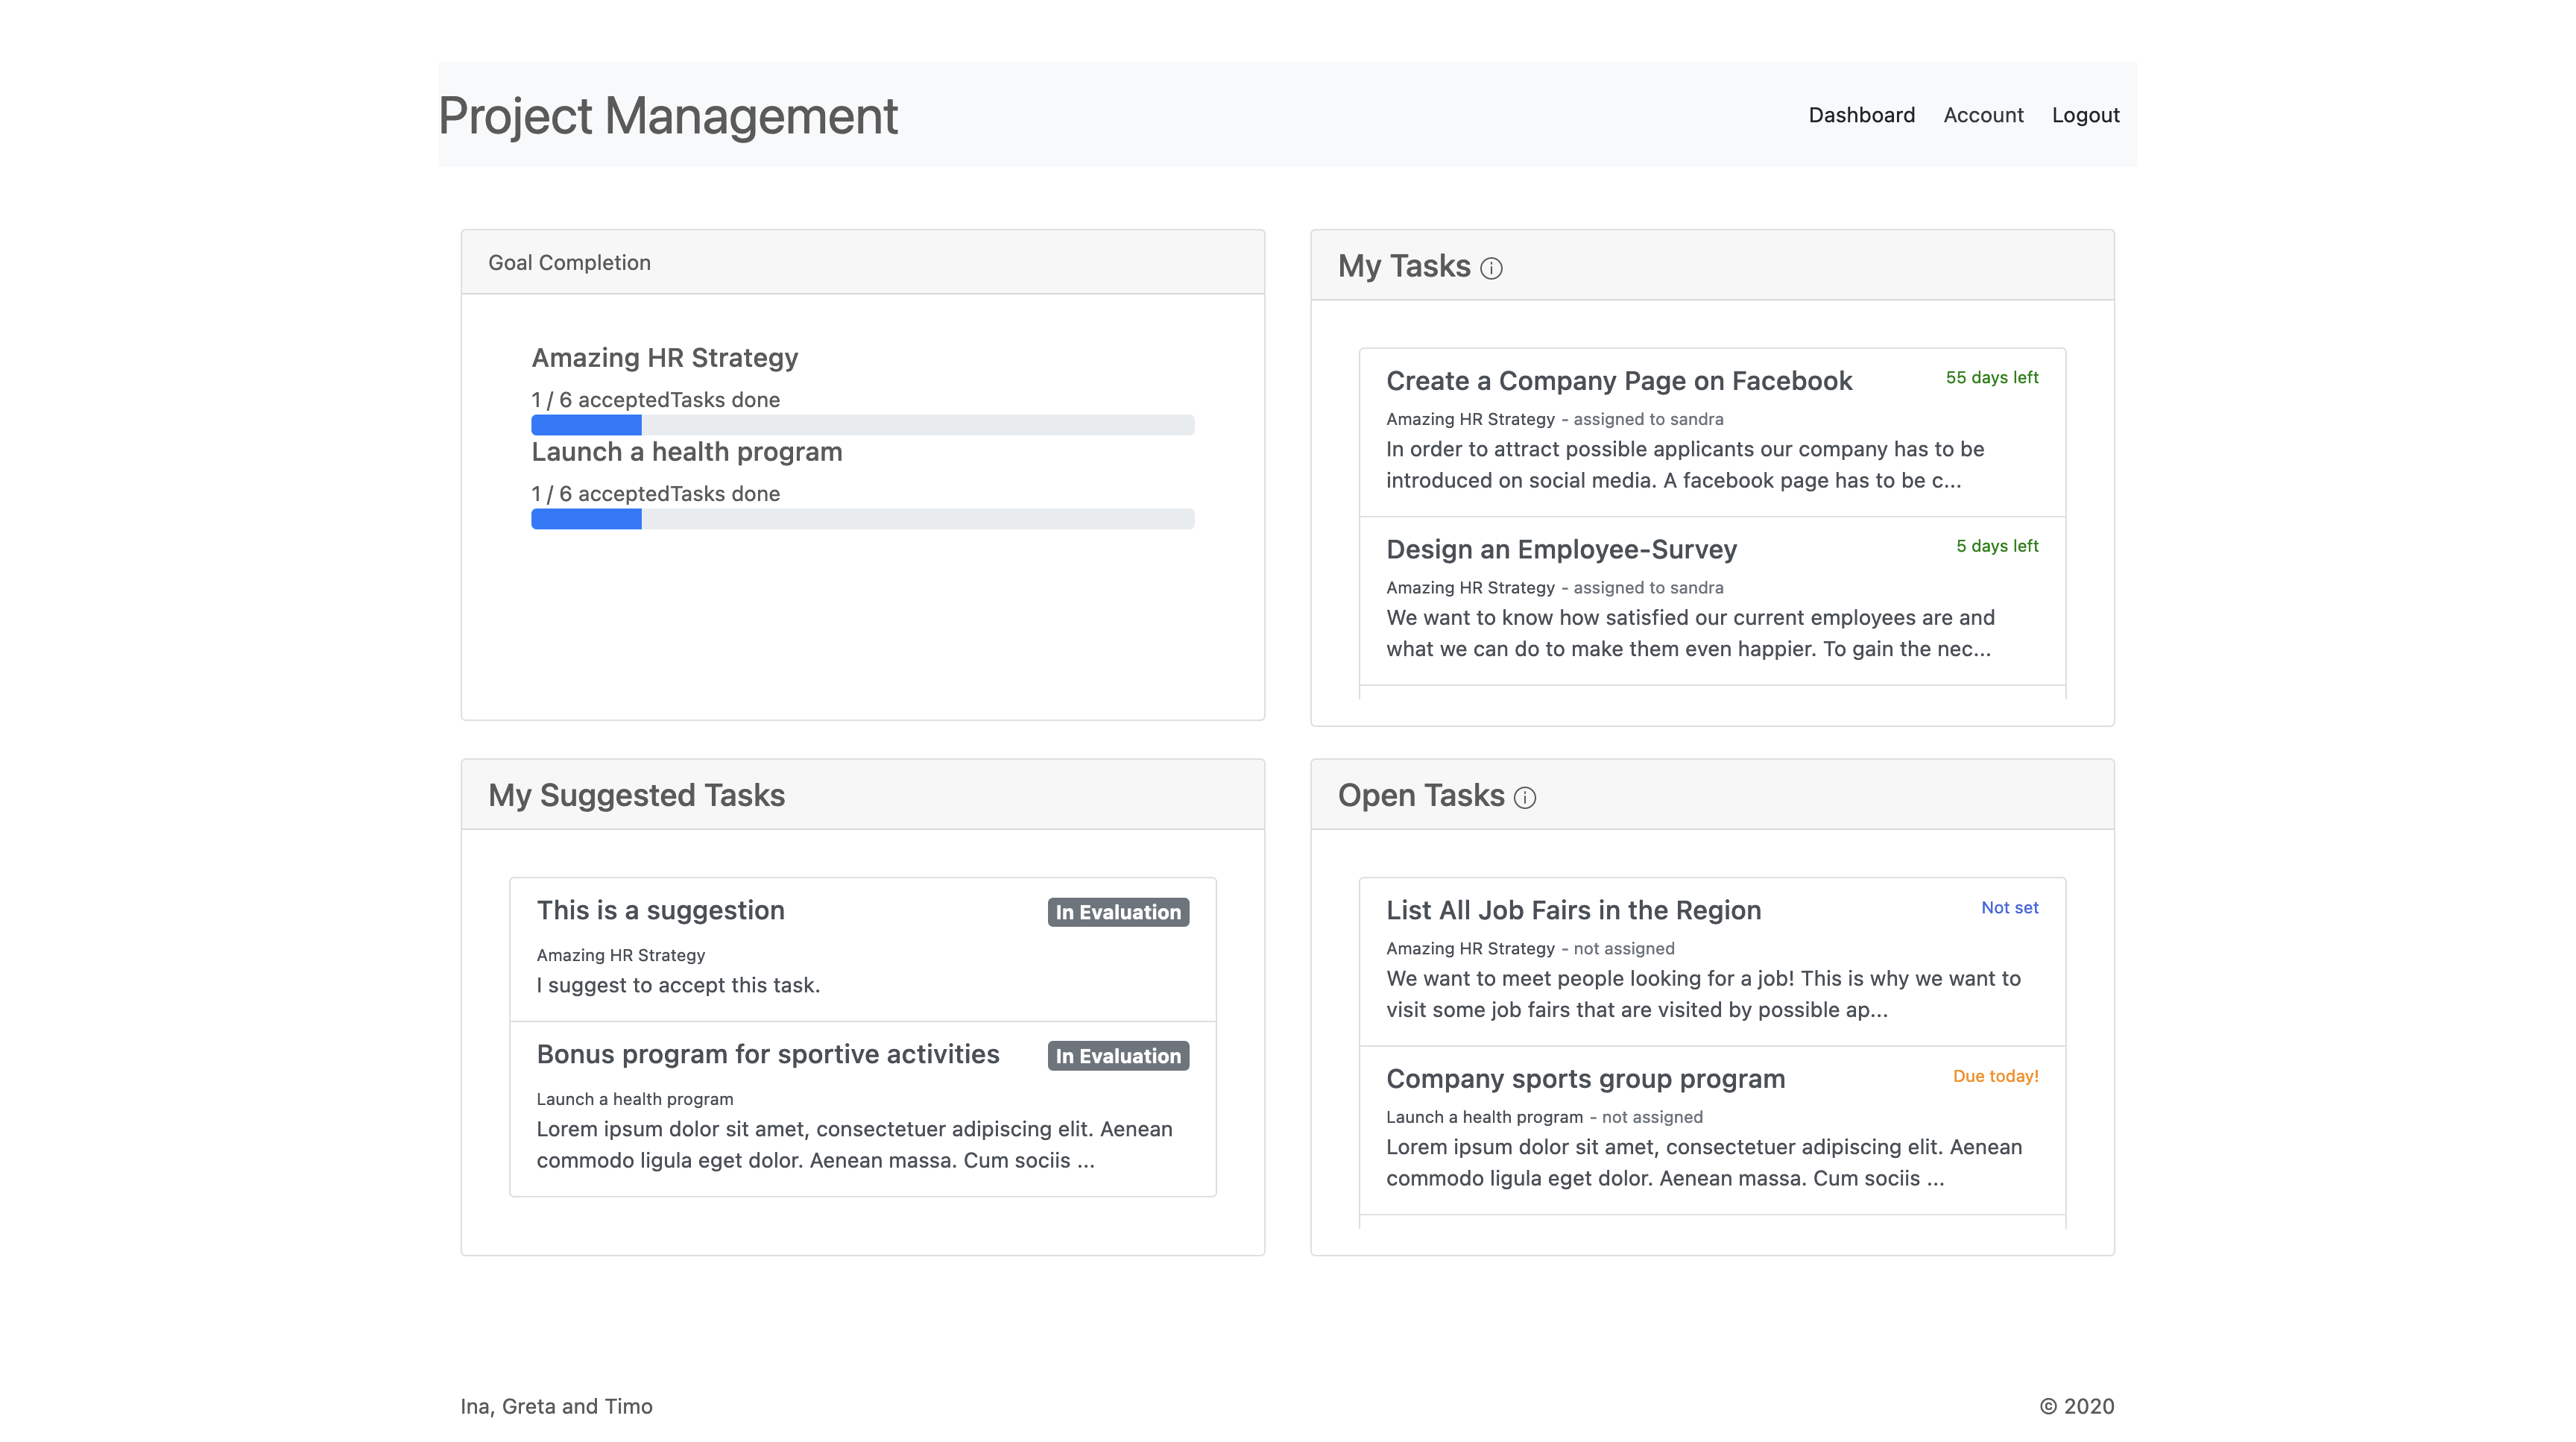 Project Management
Dashboard Account Logout
Goal Completion
Amazing HR Strategy
1 / 6 acceptedTasks done
Launch a health program
1 / 6 acceptedTasks done
My Tasks
Create a Company Page on Facebook
55 days left
Amazing HR Strategy - assigned to sandra
In order to attract possible applicants our company has to be
introduced on social media. A facebook page has to be c...
Design an Employee-Survey
5 days left
Amazing HR Strategy - assigned to sandra
We want to know how satisfied our current employees are and
what we can do to make them even happier. To gain the nec...
My Suggested Tasks
This is a suggestion
In Evaluation
Amazing HR Strategy
I suggest to accept this task.
Bonus program for sportive activities
In Evaluation
Launch a health program
Lorem ipsum dolor sit amet, consectetuer adipiscing elit. Aenean
commodo ligula eget dolor. Aenean massa. Cum sociis ...
Open Tasks
List All Job Fairs in the Region
Not set
Amazing HR Strategy - not assigned
We want to meet people looking for a job! This is why we want to
visit some job fairs that are visited by possible ap...
Company sports group program
Due today!
Launch a health program - not assigned
Lorem ipsum dolor sit amet, consectetuer adipiscing elit. Aenean
commodo ligula eget dolor. Aenean massa. Cum sociis ...
Ina, Greta and Timo
© 2020